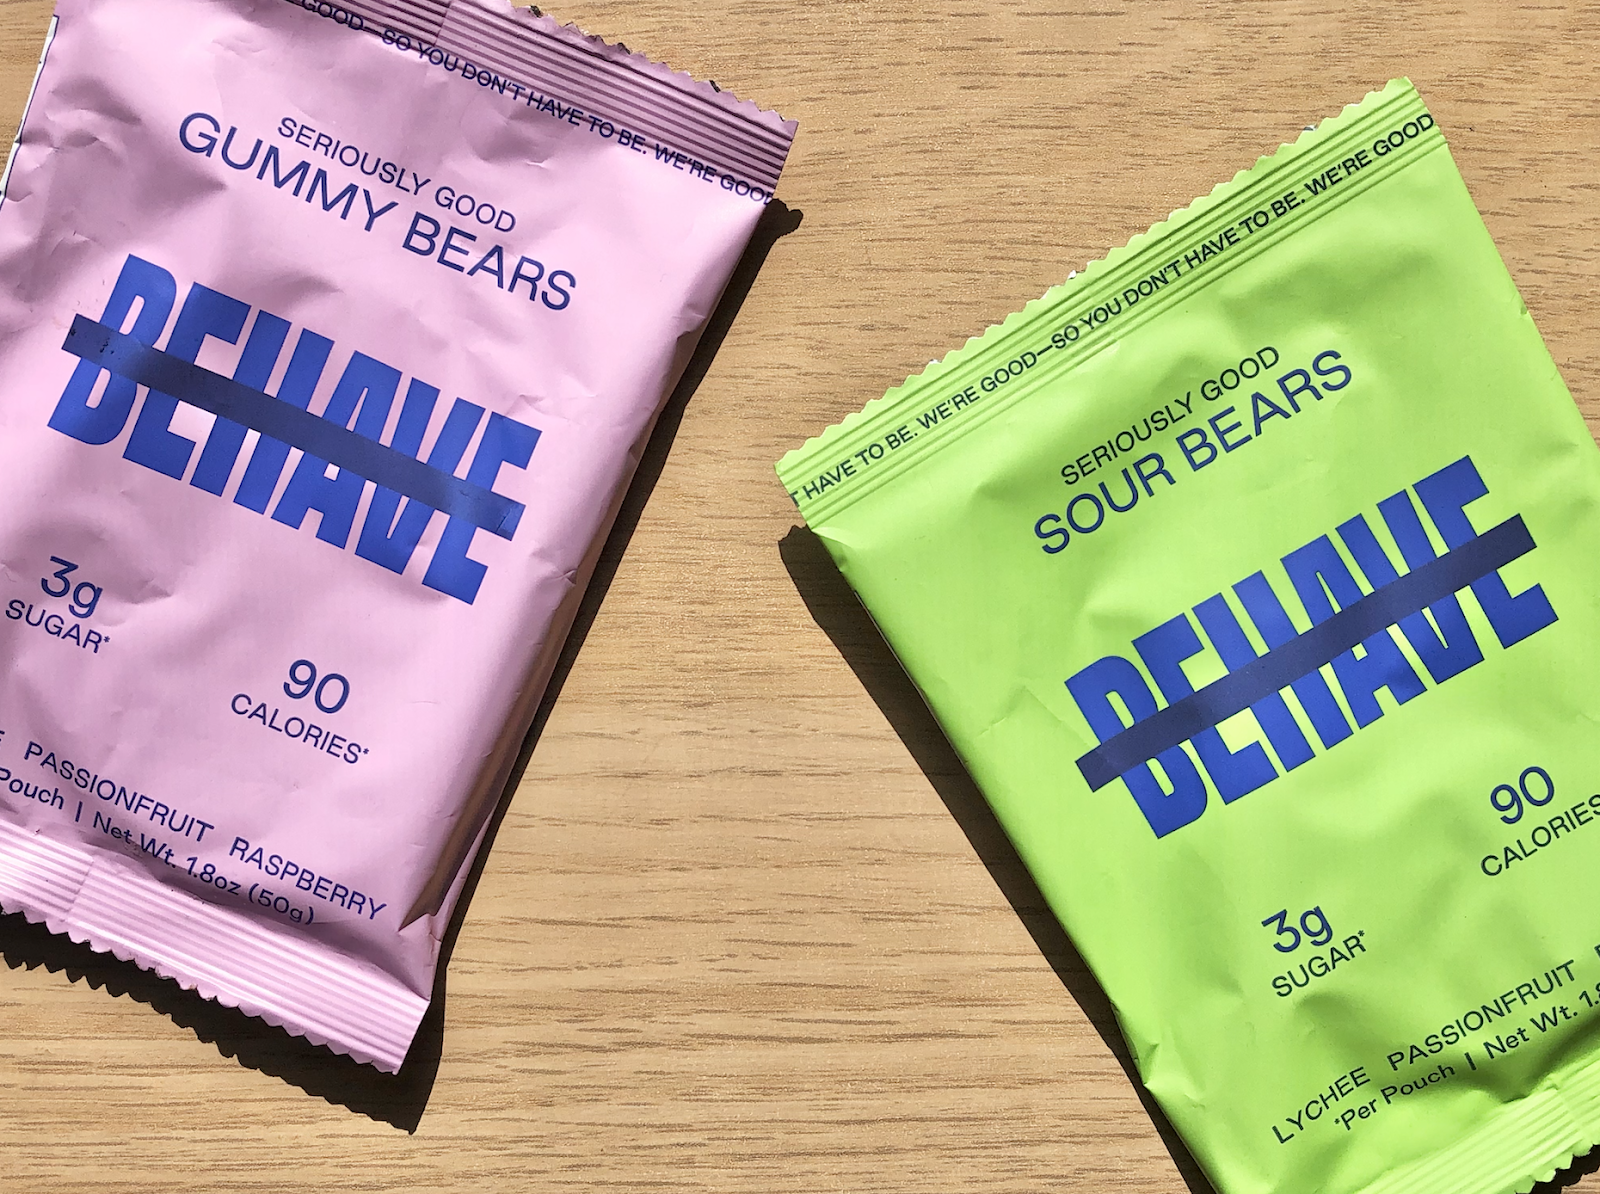 GOOD—SO YOU DON'T HAVE TO BE. WE'RE GOOD
SERIOUSLY GOOD
GUMMY BEARS
BEHAVE
3g
SUGAR*
90
CALORIES*
PASSIONFRUIT RASPBERRY
Pouch | Net Wt. 1.8oz (50g)
HAVE TO BE. WE'RE GOOD—SO YOU DON'T HAVE TO BE. WE'RE GOOD
SERIOUSLY GOOD
SOUR BEARS
BEHAVE
90
CALORIES
3g
SUGAR*
LYCHEE PASSIONFRUIT
*Per Pouch | Net Wt. 1.8